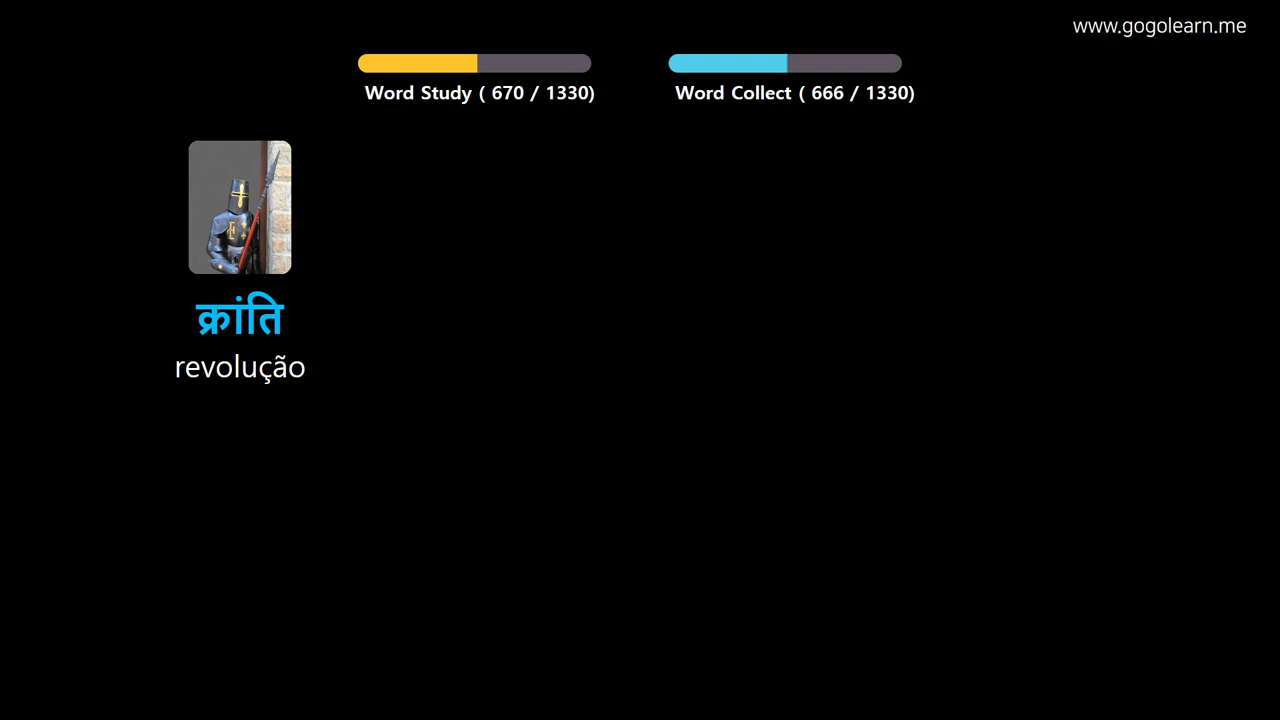 www.gogolearn.me
Word Study ( 670 / 1330)
Word Collect ( 666 / 1330)
क्रांति
revolução